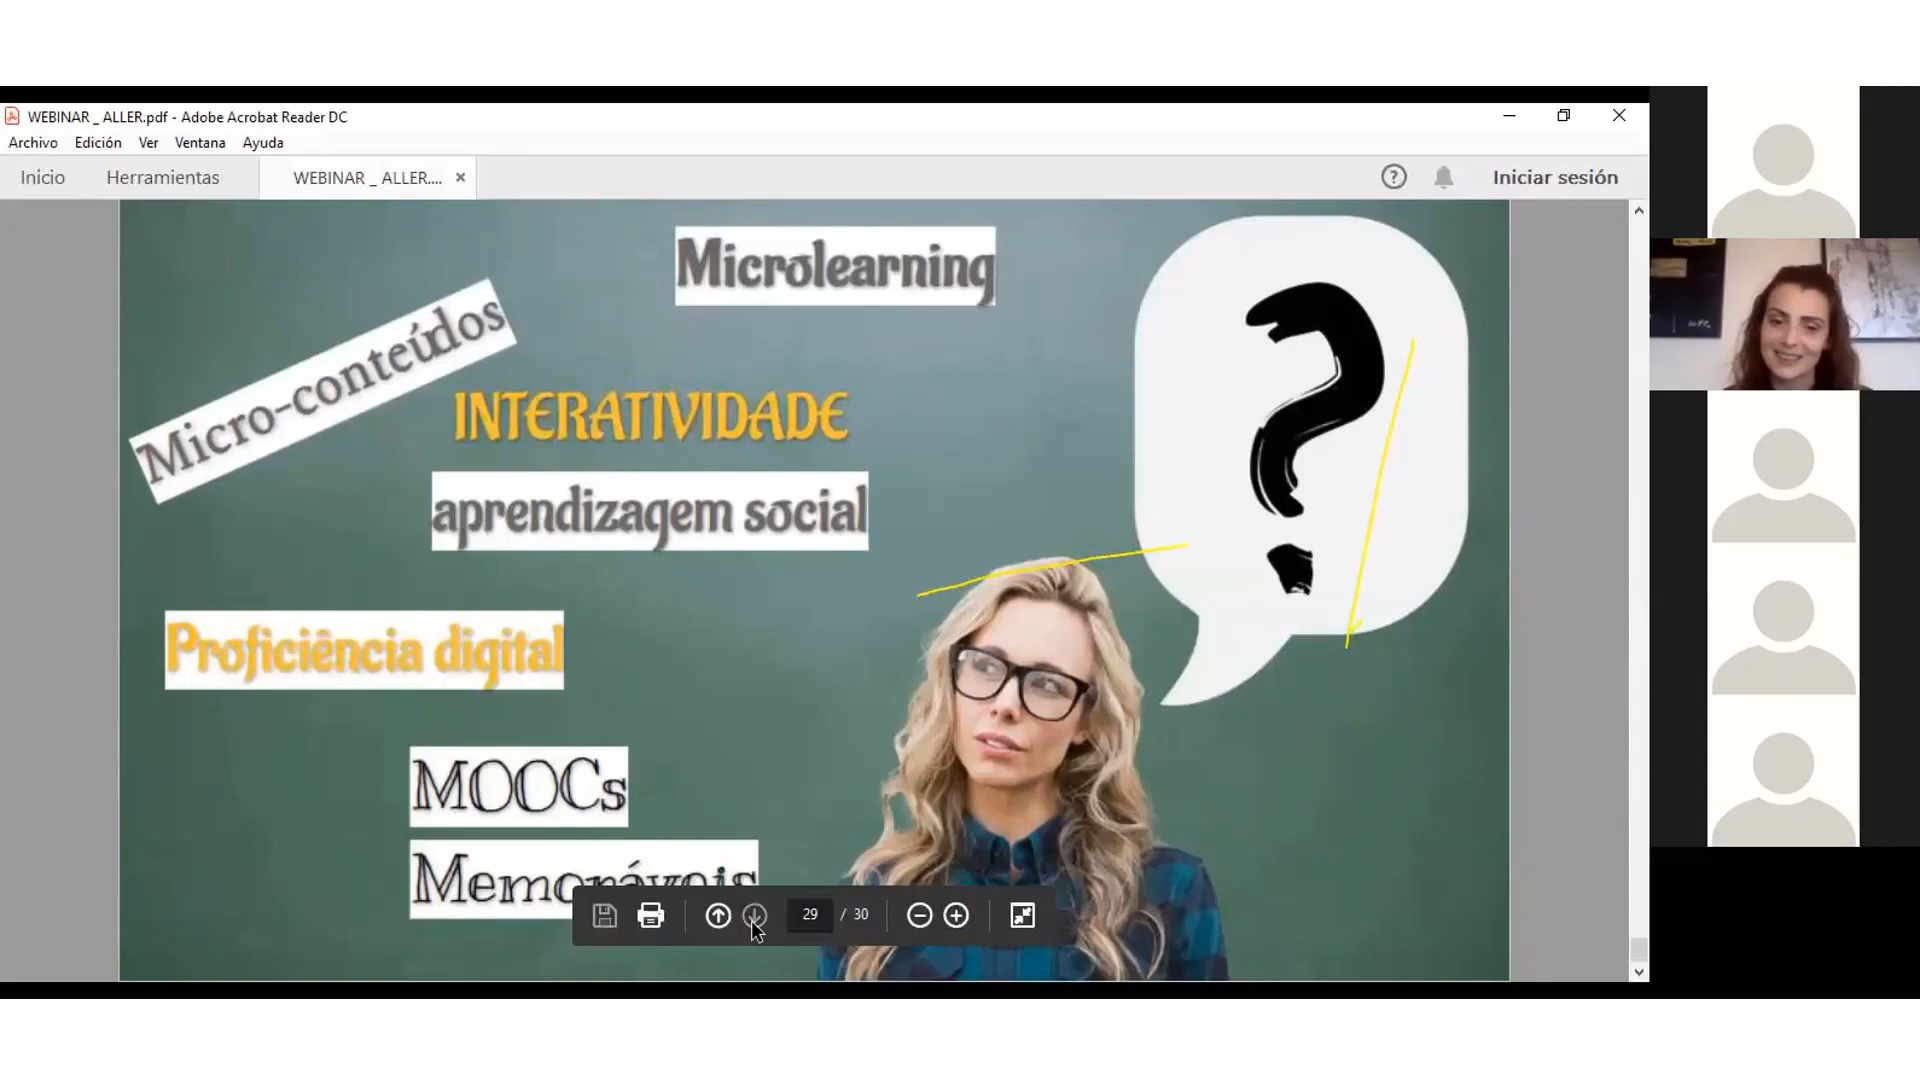 WEBINAR _ ALLER.pdf - Adobe Acrobat Reader DC
Archivo Edición Ver Ventana Ayuda
Inicio Herramientas WEBINAR _ ALLER.... × ? Iniciar sesión
Microlearning
Micro-conteúdos
INTERATIVIDADE
aprendizagem social
?
Proficiência digital
MOOCs
Memoráveis
29 / 30